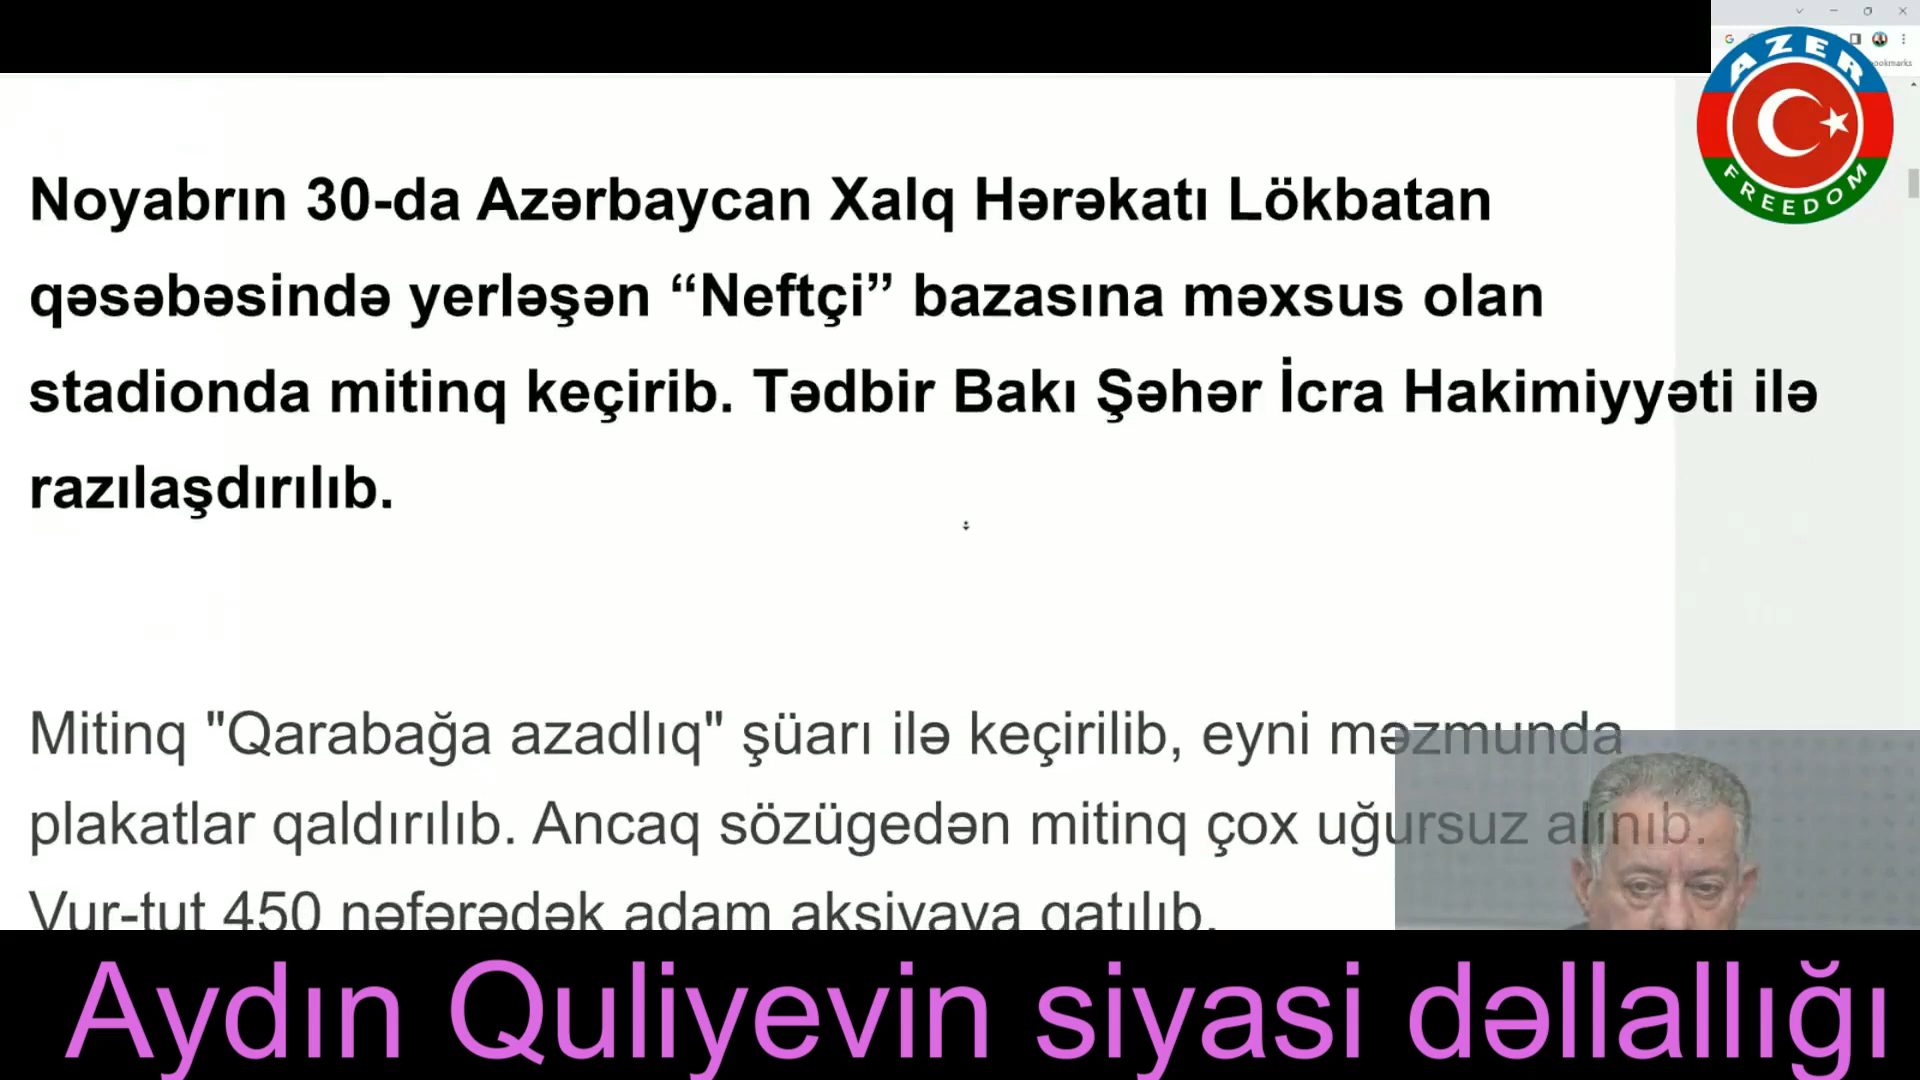 AZER
FREEDOM
ookmarks
Noyabrın 30-da Azərbaycan Xalq Hərəkatı Lökbatan
qəsəbəsində yerləşən “Neftçi” bazasına məxsus olan
stadionda mitinq keçirib. Tədbir Bakı Şəhər İcra Hakimiyyəti ilə
razılaşdırılıb.
Mitinq "Qarabağa azadlıq" şüarı ilə keçirilib, eyni məzmunda
plakatlar qaldırılıb. Ancaq sözügedən mitinq çox uğursuz alınıb.
Vur-tut 450 nəfərədək adam aksiyaya qatılıb.
Aydın Quliyevin siyasi dəllallığı